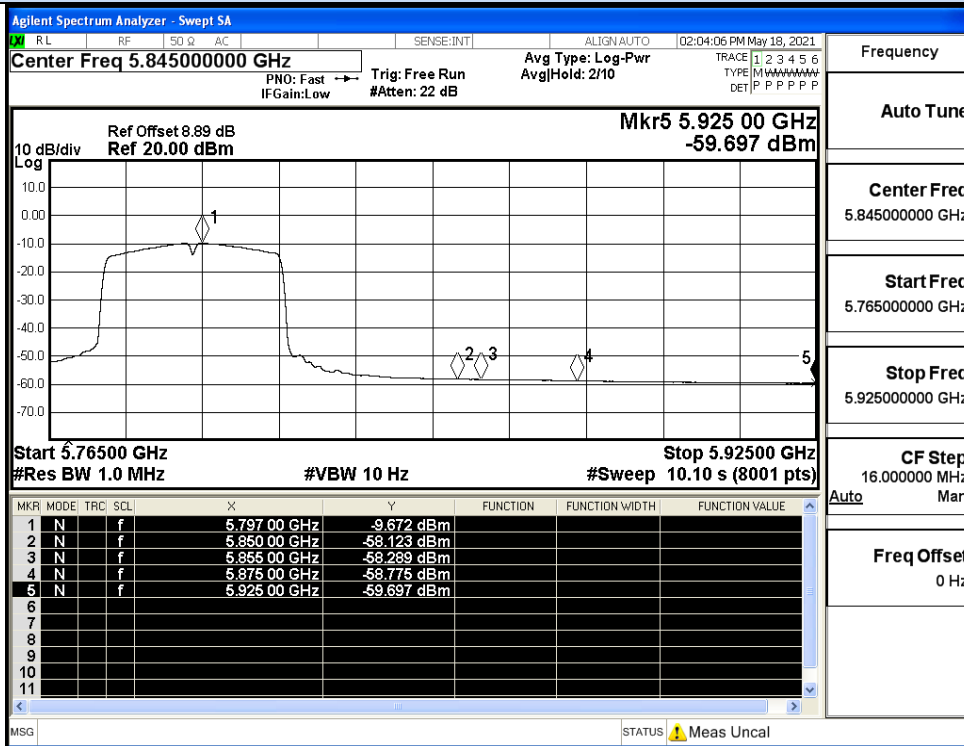 Agilent Spectrum Analyzer - Swept SA
LXI RL RF 50 Ω AC SENSE:INT ALIGNAUTO 02:04:06 PM May 18, 2021
Center Freq 5.845000000 GHz
PNO: Fast
IFGain:Low
Trig: Free Run
#Atten: 22 dB
Avg Type: Log-Pwr
Avg|Hold: 2/10
TRACE 1 2 3 4 5 6
TYPE M WWWWW
DET P P P P P P
Mkr5 5.925 00 GHz
-59.697 dBm
Ref Offset 8.89 dB
10 dB/div Ref 20.00 dBm
Log
10.0
0.00
-10.0
-20.0
-30.0
-40.0
-50.0
-60.0
-70.0
1
2
3
4
5
Start 5.76500 GHz Stop 5.92500 GHz
#Res BW 1.0 MHz #VBW 10 Hz #Sweep 10.10 s (8001 pts)
MKR MODE TRC SCL X Y FUNCTION FUNCTION WIDTH FUNCTION VALUE
1 N f 5.797 00 GHz -9.672 dBm
2 N f 5.850 00 GHz -58.123 dBm
3 N f 5.855 00 GHz -58.289 dBm
4 N f 5.875 00 GHz -58.775 dBm
5 N f 5.925 00 GHz -59.697 dBm
6
7
8
9
10
11
MSG STATUS Meas Uncal
Frequency
Auto Tune
Center Freq
5.845000000 GHz
Start Freq
5.765000000 GHz
Stop Freq
5.925000000 GHz
CF Step
16.000000 MHz
Auto Man
Freq Offset
0 Hz